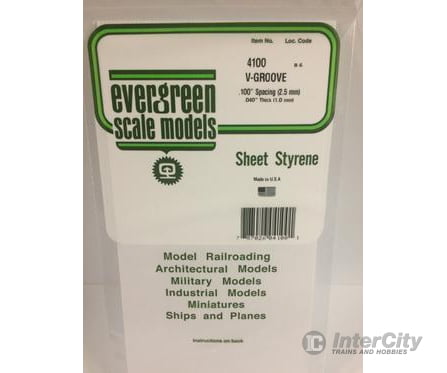 Item No. Loc. Code
4100
V-GROOVE
.100" Spacing (2.5 mm)
.040" Thick (1.0 mm)
evergreen
scale models
Sheet Styrene
Made in U.S.A
Model Railroading
Architectural Models
Military Models
Industrial Models
Miniatures
Ships and Planes
Instructions on back
IC InterCity
TRAINS AND HOBBIES